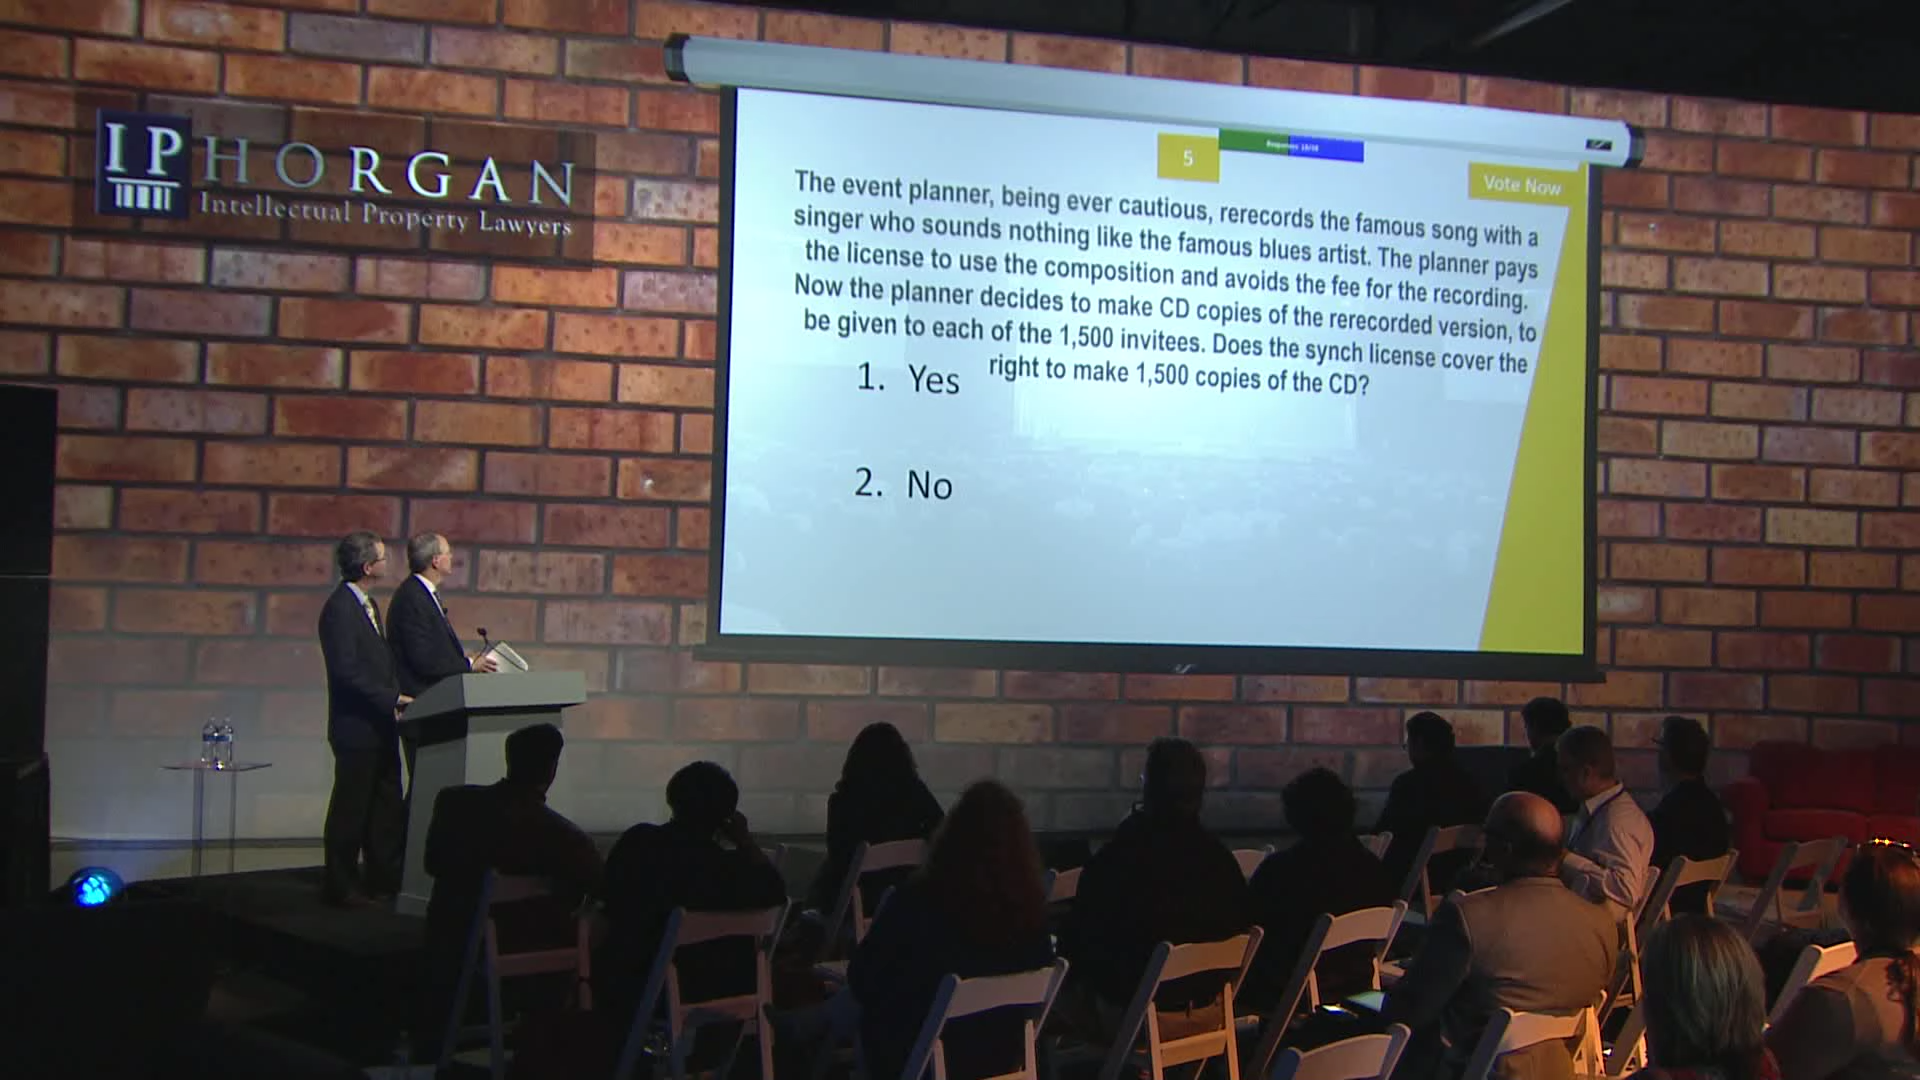 IP HORGAN
Intellectual Property Lawyers
5
Vote Now
The event planner, being ever cautious, rerecords the famous song with a
singer who sounds nothing like the famous blues artist. The planner pays
the license to use the composition and avoids the fee for the recording.
Now the planner decides to make CD copies of the rerecorded version, to
be given to each of the 1,500 invitees. Does the synch license cover the
right to make 1,500 copies of the CD?
1. Yes
2. No